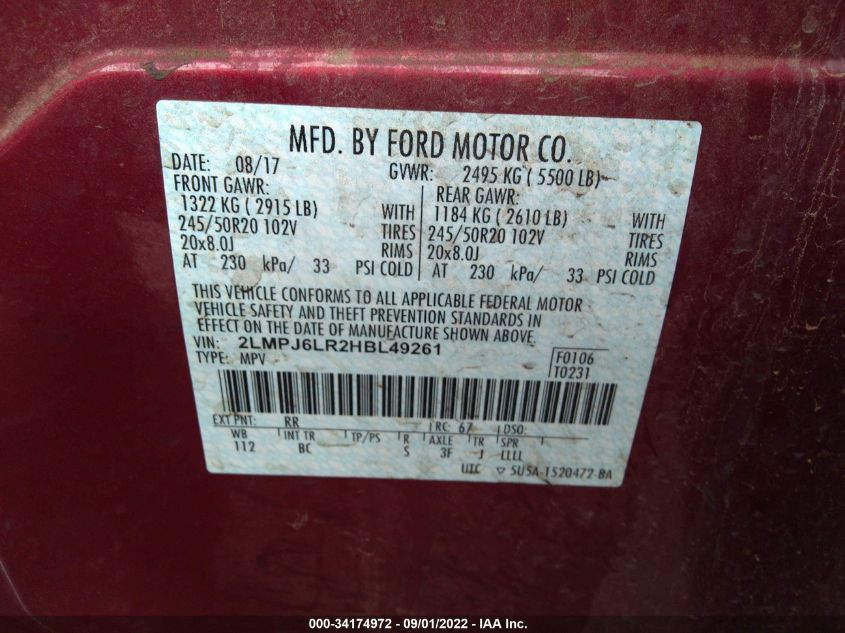 MFD. BY FORD MOTOR CO.
DATE: 08/17 GVWR: 2495 KG ( 5500 LB)
FRONT GAWR: REAR GAWR:
1322 KG ( 2915 LB) WITH 1184 KG ( 2610 LB) WITH
245/50R20 102V TIRES 245/50R20 102V TIRES
20x8.0J RIMS 20x8.0J RIMS
AT 230 kPa/ 33 PSI COLD AT 230 kPa/ 33 PSI COLD
THIS VEHICLE CONFORMS TO ALL APPLICABLE FEDERAL MOTOR
VEHICLE SAFETY AND THEFT PREVENTION STANDARDS IN
EFFECT ON THE DATE OF MANUFACTURE SHOWN ABOVE.
VIN: 2LMPJ6LR2HBL49261 F0106
TYPE: MPV T0231
EXT PNT: RR RC: 67 DSO:
WB INT TR TP/PS R AXLE TR SPR
112 BC S 3F J LLLL
UTC ▽ 5U5A-1520472-BA
000-34174972 - 09/01/2022 - IAA Inc.